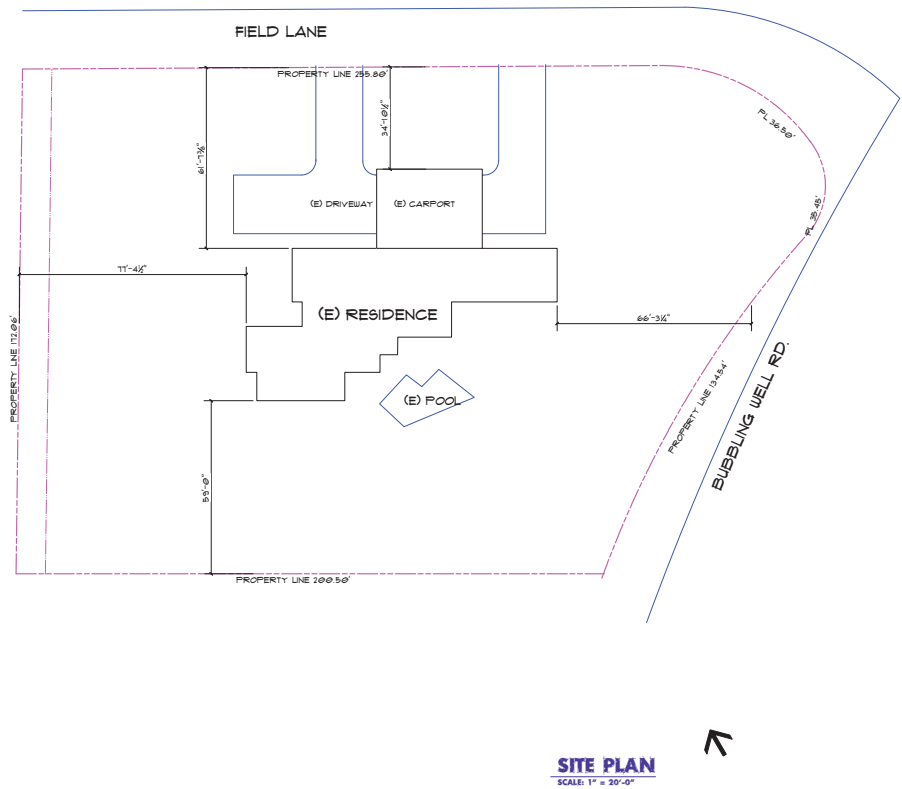 FIELD LANE
PROPERTY LINE 255.80'
PL 36.50'
34'-10½"
61'-7⅜"
(E) DRIVEWAY
(E) CARPORT
PL 38.45'
77'-4½"
(E) RESIDENCE
66'-3¼"
PROPERTY LINE 172.06'
PROPERTY LINE 134.54'
BUBBLING WELL RD.
(E) POOL
59'-0"
PROPERTY LINE 200.50'
SITE PLAN
SCALE: 1" = 20'-0"